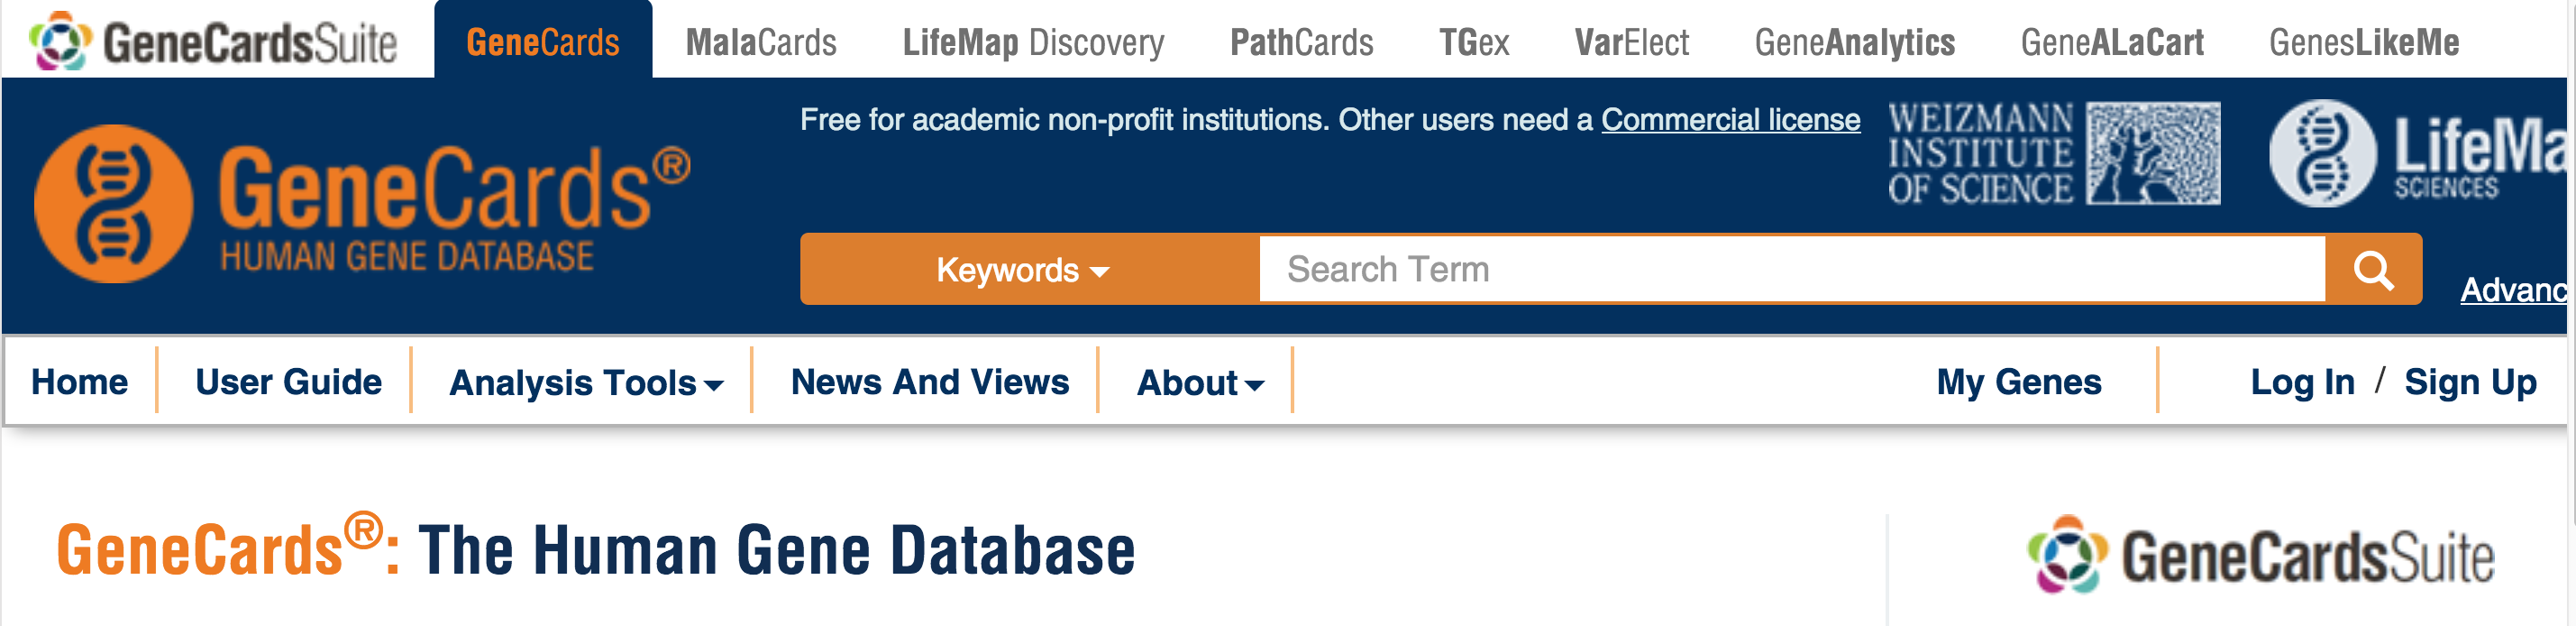 GeneCardsSuite GeneCards MalaCards LifeMap Discovery PathCards TGex VarElect GeneAnalytics GeneALaCart GenesLikeMe
Free for academic non-profit institutions. Other users need a Commercial license
GeneCards®
HUMAN GENE DATABASE
WEIZMANN
INSTITUTE
OF SCIENCE
LifeMa
SCIENCES
Keywords Search Term
Advanc
Home User Guide Analysis Tools News And Views About My Genes Log In / Sign Up
GeneCards®: The Human Gene Database
GeneCardsSuite